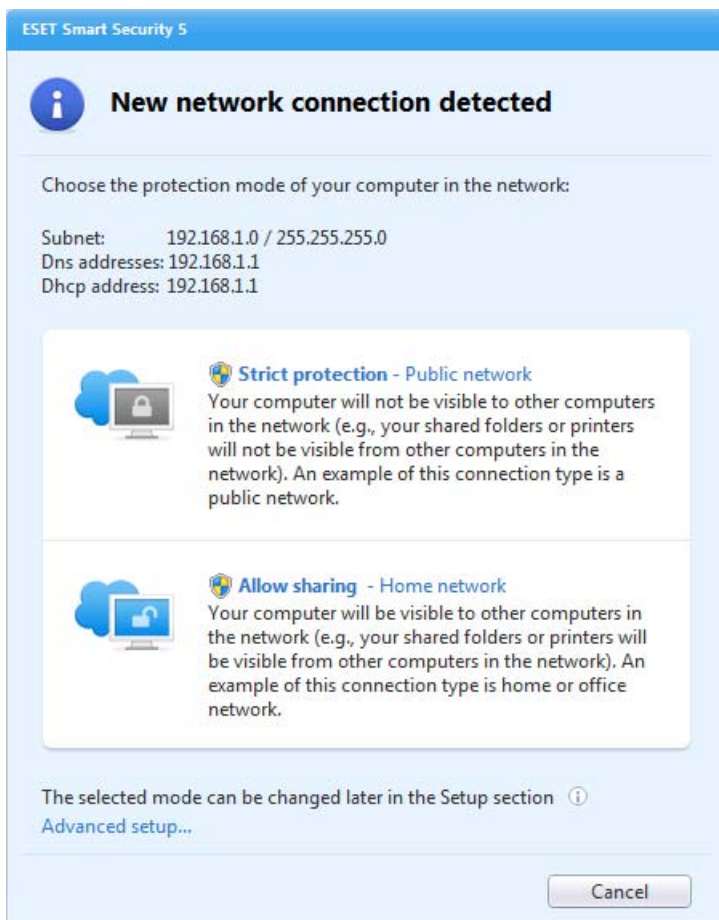 ESET Smart Security 5
New network connection detected
Choose the protection mode of your computer in the network:
Subnet: 192.168.1.0 / 255.255.255.0
Dns addresses: 192.168.1.1
Dhcp address: 192.168.1.1
Strict protection - Public network
Your computer will not be visible to other computers
in the network (e.g., your shared folders or printers
will not be visible from other computers in the
network). An example of this connection type is a
public network.
Allow sharing - Home network
Your computer will be visible to other computers in
the network (e.g., your shared folders or printers will
be visible from other computers in the network). An
example of this connection type is home or office
network.
The selected mode can be changed later in the Setup section
Advanced setup...
Cancel